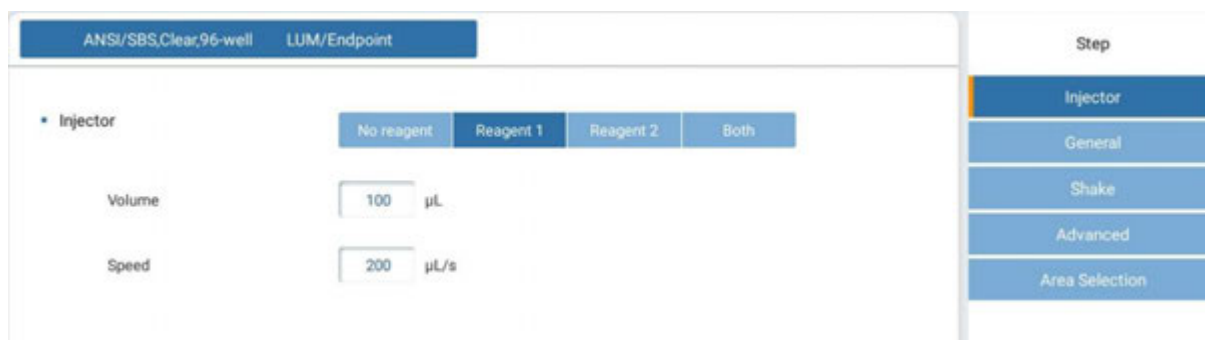 ANSI/SBS,Clear,96-well LUM/Endpoint
Step
Injector
No reagent Reagent 1 Reagent 2 Both
Volume 100 µL
Speed 200 µL/s
Injector
General
Shake
Advanced
Area Selection